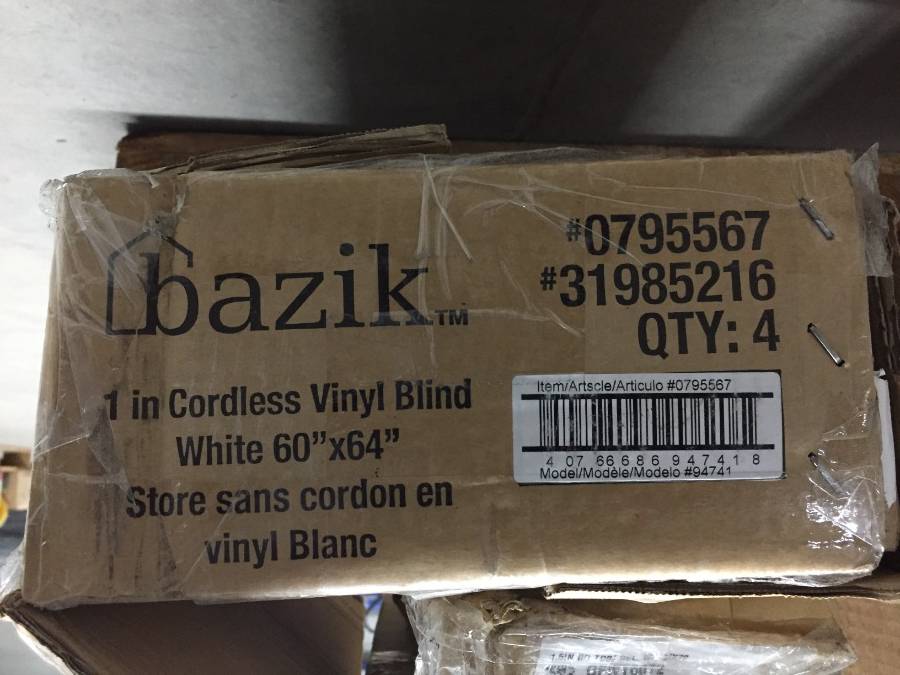 bazik™
1 in Cordless Vinyl Blind
White 60”x64”
Store sans cordon en
vinyl Blanc
#0795567
#31985216
QTY: 4
Item/Artscle/Articulo #0795567
4 07 66686 94741 8
Model/Modèle/Modelo #94741